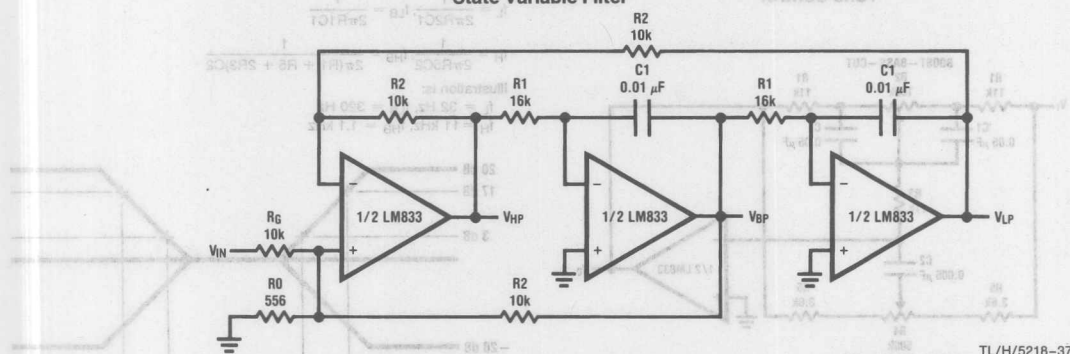 State Variable Filter
R2
10k
R2
10k
R1
16k
C1
0.01 μF
R1
16k
C1
0.01 μF
−
1/2 LM833
+
VHP
−
1/2 LM833
+
VBP
−
1/2 LM833
+
VLP
VIN
RG
10k
R0
556
R2
10k
TL/H/5218-37